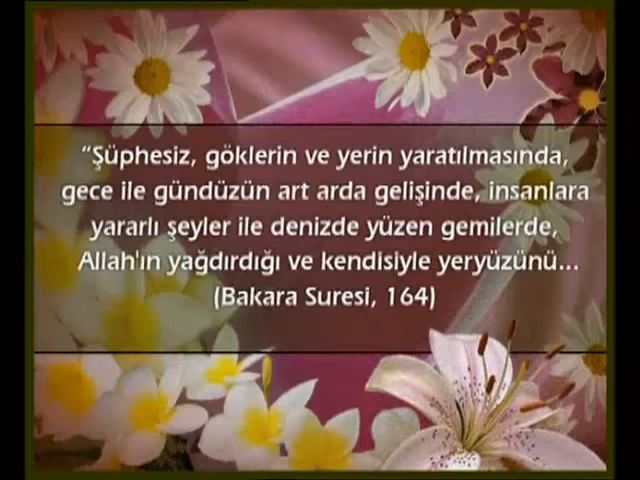 “Şüphesiz, göklerin ve yerin yaratılmasında,
gece ile gündüzün art arda gelişinde, insanlara
yararlı şeyler ile denizde yüzen gemilerde,
Allah'ın yağdırdığı ve kendisiyle yeryüzünü...
(Bakara Suresi, 164)